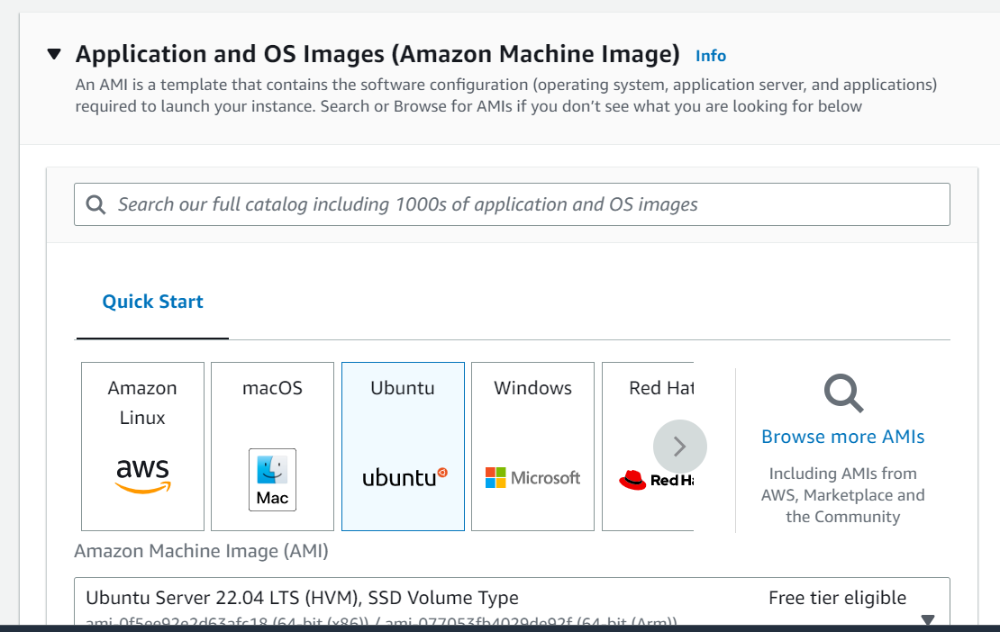 Application and OS Images (Amazon Machine Image) Info
An AMI is a template that contains the software configuration (operating system, application server, and applications)
required to launch your instance. Search or Browse for AMIs if you don’t see what you are looking for below
Search our full catalog including 1000s of application and OS images
Quick Start
Amazon
Linux
aws
macOS
Mac
Ubuntu
ubuntu
Windows
Microsoft
Red Hat
Red Ha
Browse more AMIs
Including AMIs from
AWS, Marketplace and
the Community
Amazon Machine Image (AMI)
Ubuntu Server 22.04 LTS (HVM), SSD Volume Type Free tier eligible
ami-0f5ee92e2d63afc18 (64-bit (x86)) / ami-077053fb4029de92f (64-bit (Arm))